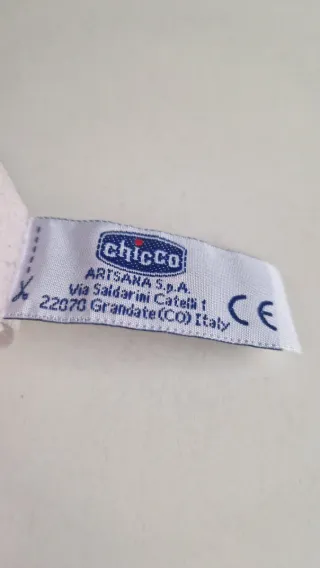 chicco
ARTSANA S.p.A.
Via Saldarini Catelli 1
22070 Grandate (CO) Italy
CE